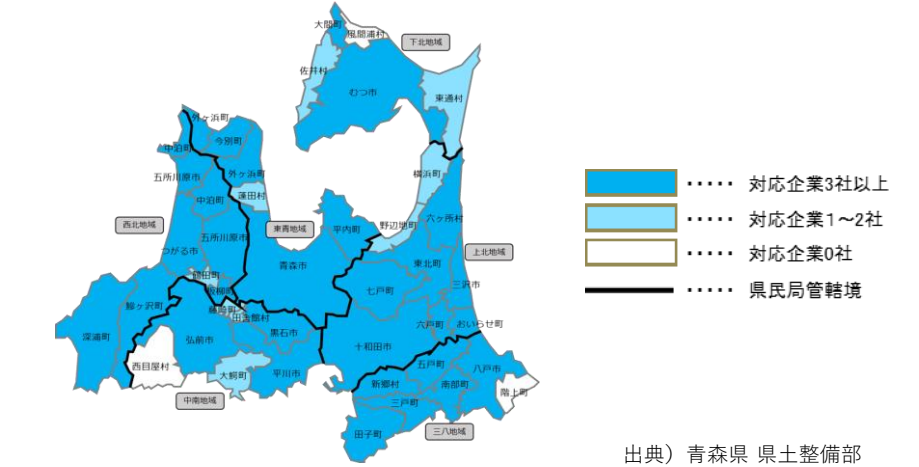 大間町
風間浦村
下北地域
佐井村
むつ市
東通村
外ヶ浜町
今別町
中泊町
五所川原市
外ヶ浜町
横浜町
蓬田村
中泊町
西北地域
東青地域
平内町
野辺地町
六ヶ所村
五所川原市
つがる市
青森市
東北町
上北地域
鶴田町
板柳町
七戸町
三沢市
鰺ヶ沢町
藤崎町
田舎館村
六戸町
おいらせ町
深浦町
弘前市
黒石市
十和田市
西目屋村
大鰐町
平川市
五戸町
八戸市
新郷村
南部町
階上町
中南地域
三戸町
田子町
三八地域
･････ 対応企業3社以上
･････ 対応企業1～2社
･････ 対応企業0社
･････ 県民局管轄境
出典）青森県 県土整備部